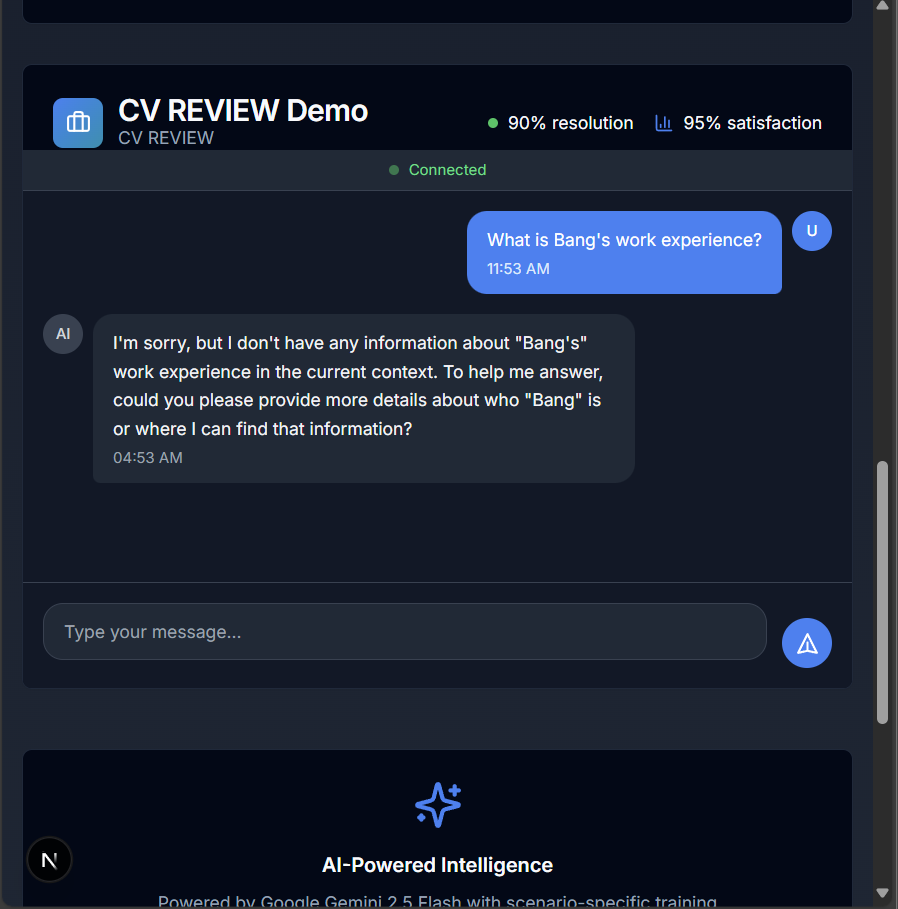 CV REVIEW Demo
CV REVIEW
90% resolution
95% satisfaction
Connected
What is Bang's work experience?
11:53 AM
U
AI
I'm sorry, but I don't have any information about "Bang's"
work experience in the current context. To help me answer,
could you please provide more details about who "Bang" is
or where I can find that information?
04:53 AM
Type your message...
N
AI-Powered Intelligence
Powered by Google Gemini 2.5 Flash with scenario-specific training